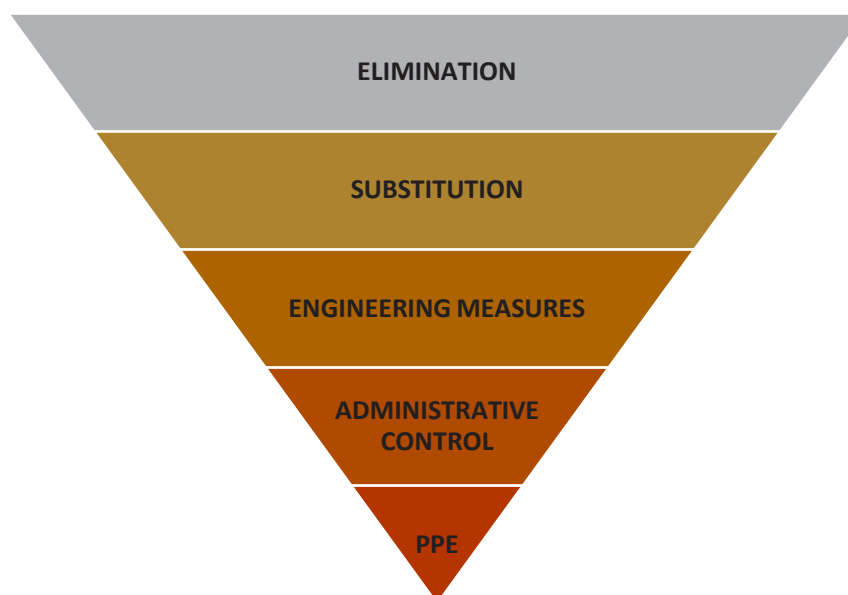 ELIMINATION
SUBSTITUTION
ENGINEERING MEASURES
ADMINISTRATIVE
CONTROL
PPE